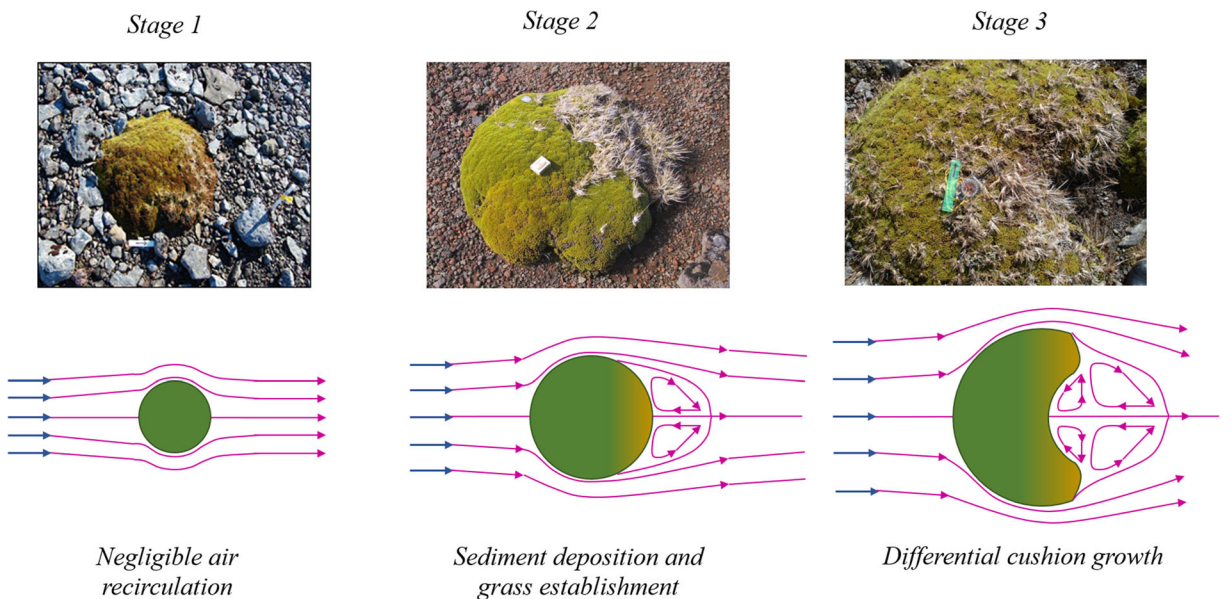 Stage 1
Stage 2
Stage 3
Negligible air
recirculation
Sediment deposition and
grass establishment
Differential cushion growth